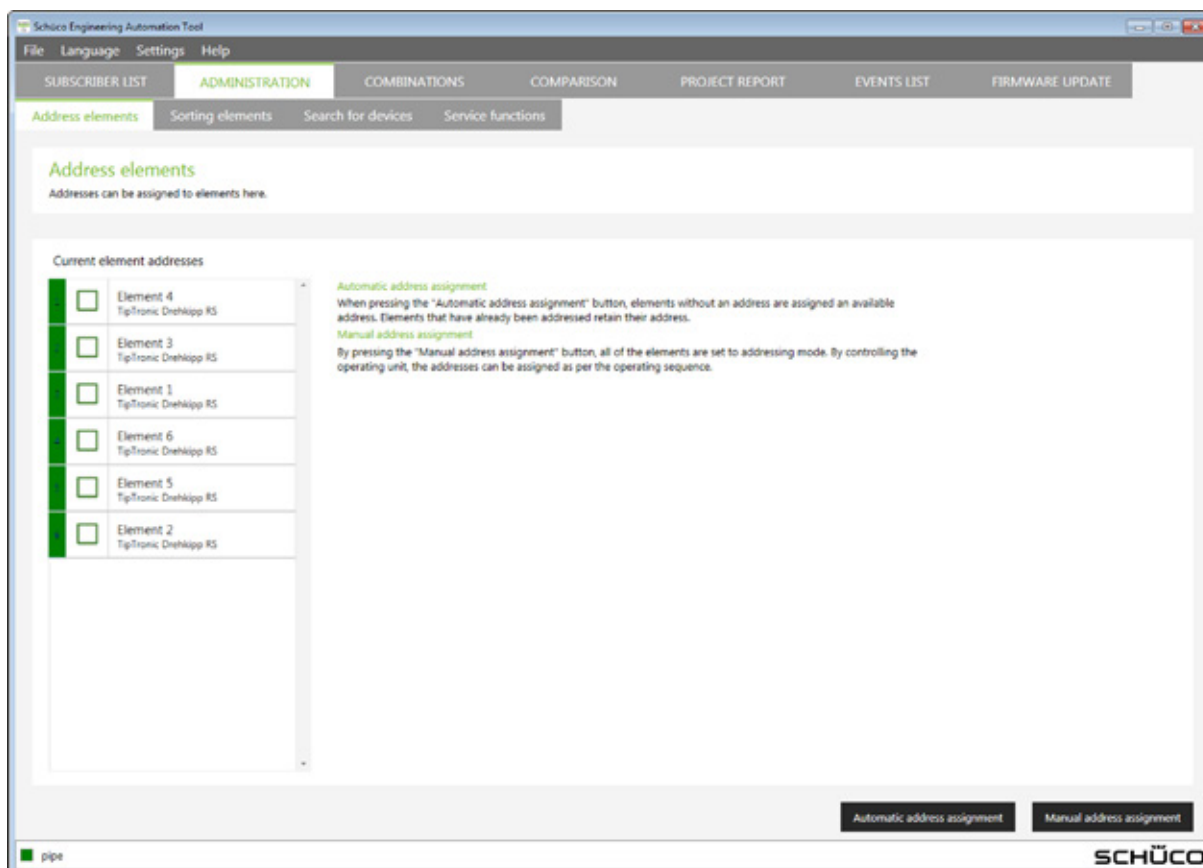 Schüco Engineering Automation Tool
File Language Settings Help
SUBSCRIBER LIST ADMINISTRATION COMBINATIONS COMPARISON PROJECT REPORT EVENTS LIST FIRMWARE UPDATE
Address elements Sorting elements Search for devices Service functions
Address elements
Addresses can be assigned to elements here.
Current element addresses
Element 4
TipTronic Drehkipp RS
Element 3
TipTronic Drehkipp RS
Element 1
TipTronic Drehkipp RS
Element 6
TipTronic Drehkipp RS
Element 5
TipTronic Drehkipp RS
Element 2
TipTronic Drehkipp RS
Automatic address assignment
When pressing the "Automatic address assignment" button, elements without an address are assigned an available
address. Elements that have already been addressed retain their address.
Manual address assignment
By pressing the "Manual address assignment" button, all of the elements are set to addressing mode. By controlling the
operating unit, the addresses can be assigned as per the operating sequence.
Automatic address assignment Manual address assignment
pipe
SCHÜCO